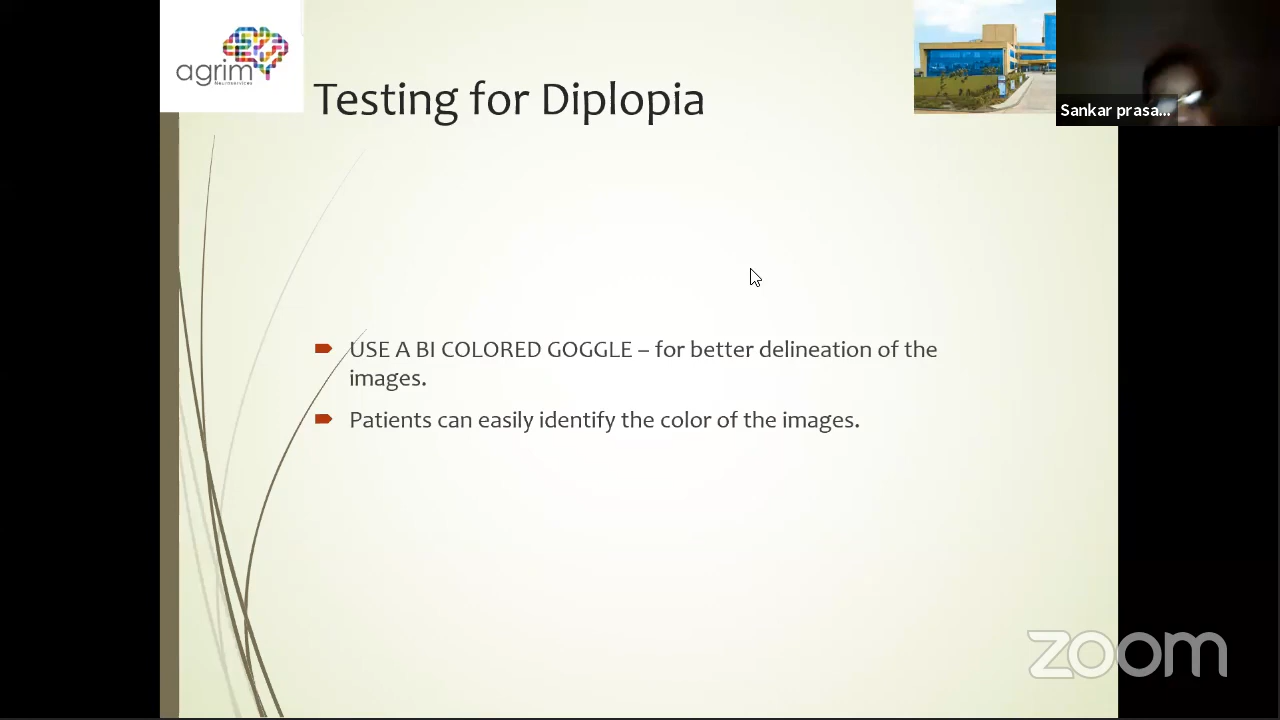 agrim
Testing for Diplopia
Sankar prasa...
USE A BI COLORED GOGGLE – for better delineation of the
images.
Patients can easily identify the color of the images.
zoom